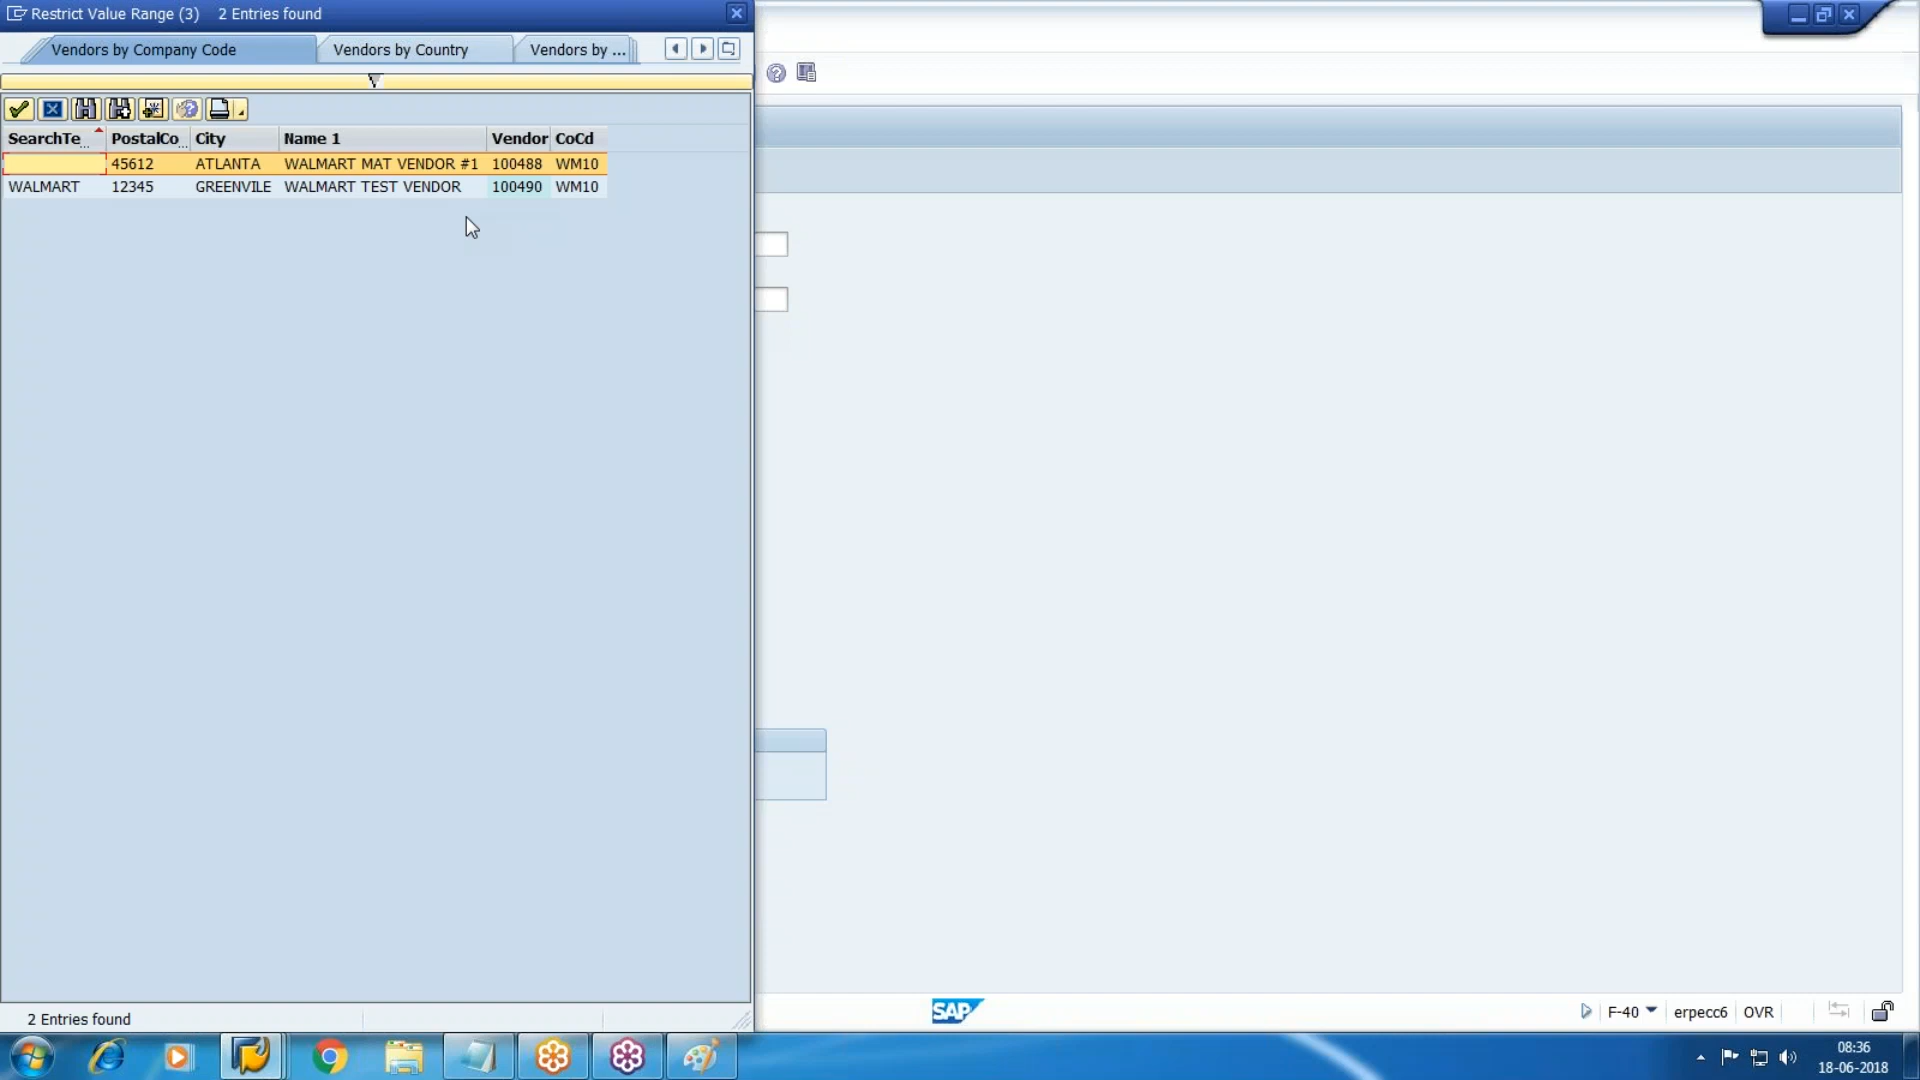 Restrict Value Range (3) 2 Entries found
Vendors by Company Code Vendors by Country Vendors by ...
SearchTe... PostalCo... City Name 1 Vendor CoCd
45612 ATLANTA WALMART MAT VENDOR #1 100488 WM10
WALMART 12345 GREENVILE WALMART TEST VENDOR 100490 WM10
2 Entries found
SAP F-40 erpecc6 OVR
08:36
18-06-2018